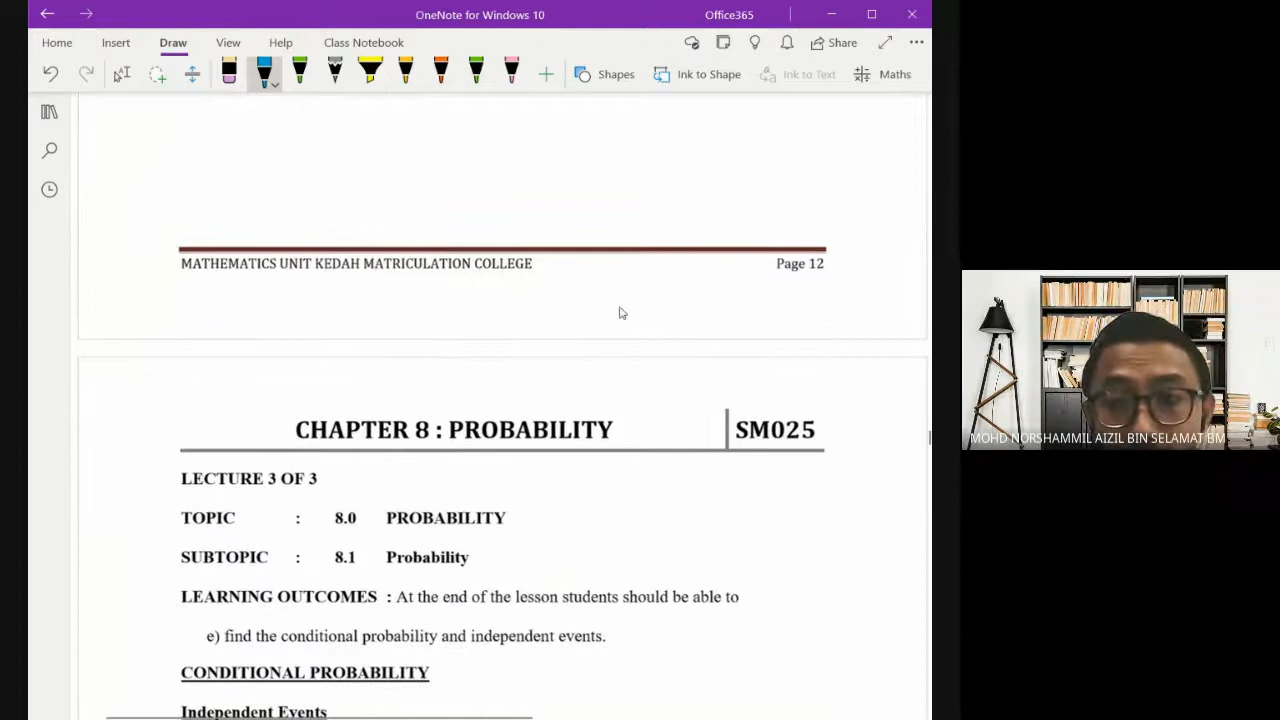 OneNote for Windows 10
Office365
Home Insert Draw View Help Class Notebook
Share
Shapes Ink to Shape Ink to Text Maths
MATHEMATICS UNIT KEDAH MATRICULATION COLLEGE Page 12
CHAPTER 8 : PROBABILITY SM025
LECTURE 3 OF 3
TOPIC : 8.0 PROBABILITY
SUBTOPIC : 8.1 Probability
LEARNING OUTCOMES : At the end of the lesson students should be able to
e) find the conditional probability and independent events.
CONDITIONAL PROBABILITY
Independent Events
MOHD NORSHAMMIL AIZIL BIN SELAMAT BM